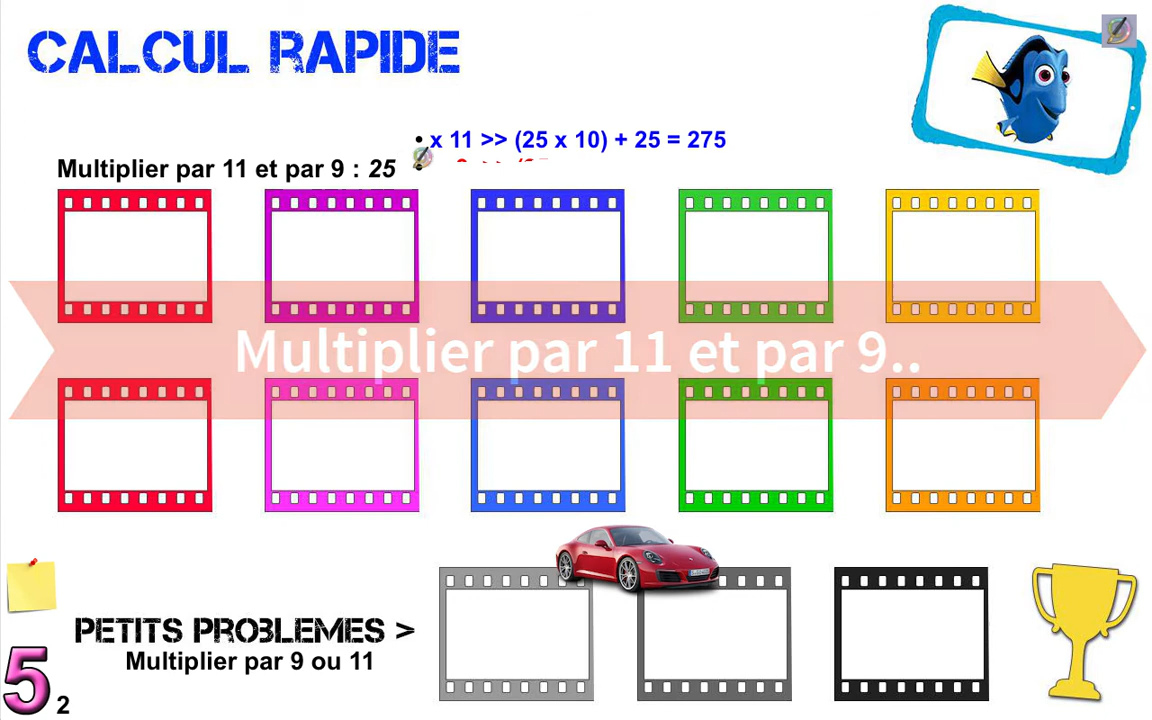 CALCUL RAPIDE
• x 11 >> (25 x 10) + 25 = 275
Multiplier par 11 et par 9 : 25 •
Multiplier par 11 et par 9..
PETITS PROBLEMES >
Multiplier par 9 ou 11
5 2